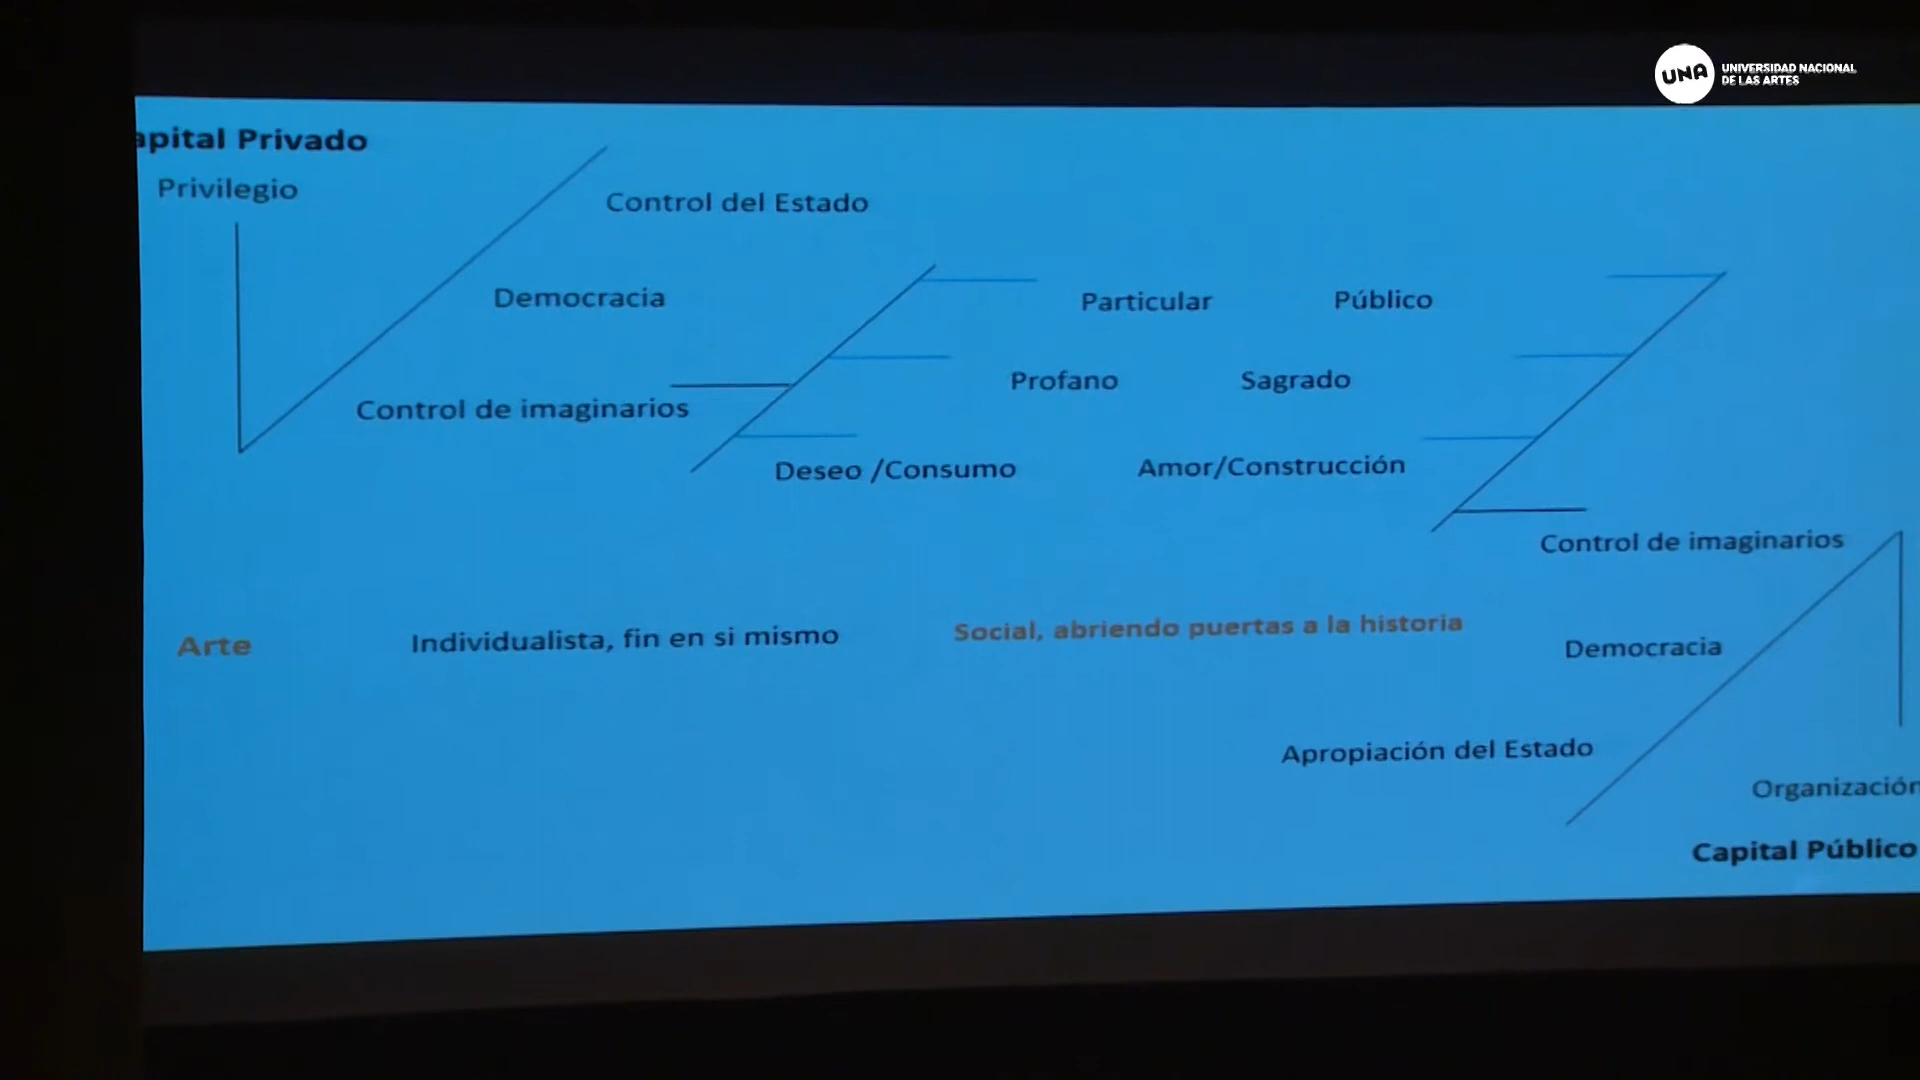 UNA UNIVERSIDAD NACIONAL
DE LAS ARTES
apital Privado
Privilegio
Control del Estado
Democracia
Control de imaginarios
Particular
Público
Profano
Sagrado
Deseo /Consumo
Amor/Construcción
Control de imaginarios
Arte
Individualista, fin en si mismo
Social, abriendo puertas a la historia
Democracia
Apropiación del Estado
Organización
Capital Público